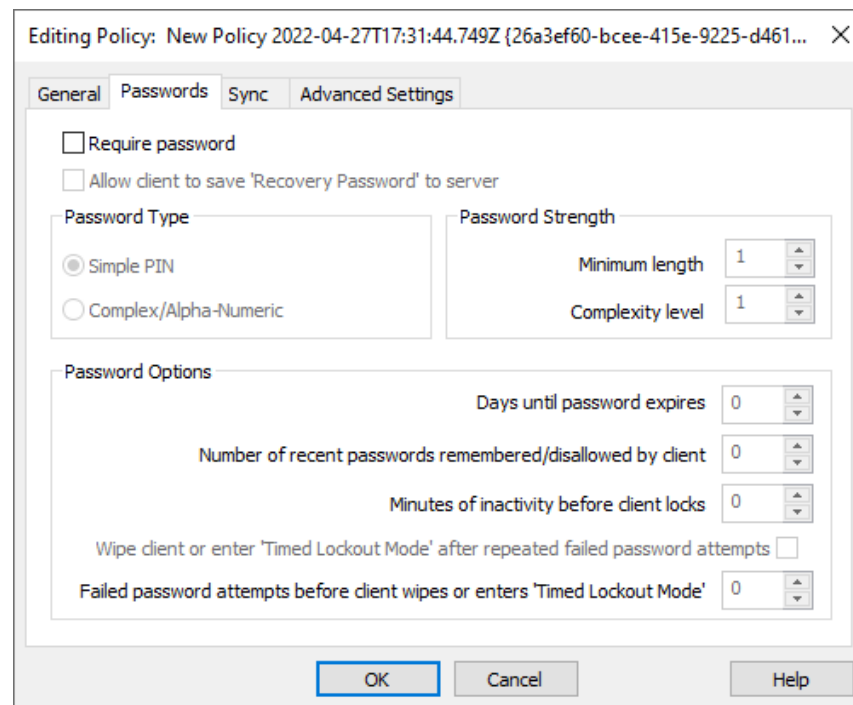 Editing Policy: New Policy 2022-04-27T17:31:44.749Z {26a3ef60-bcee-415e-9225-d461...
General Passwords Sync Advanced Settings
Require password
Allow client to save 'Recovery Password' to server
Password Type
Simple PIN
Complex/Alpha-Numeric
Password Strength
Minimum length 1
Complexity level 1
Password Options
Days until password expires 0
Number of recent passwords remembered/disallowed by client 0
Minutes of inactivity before client locks 0
Wipe client or enter 'Timed Lockout Mode' after repeated failed password attempts
Failed password attempts before client wipes or enters 'Timed Lockout Mode' 0
OK Cancel Help